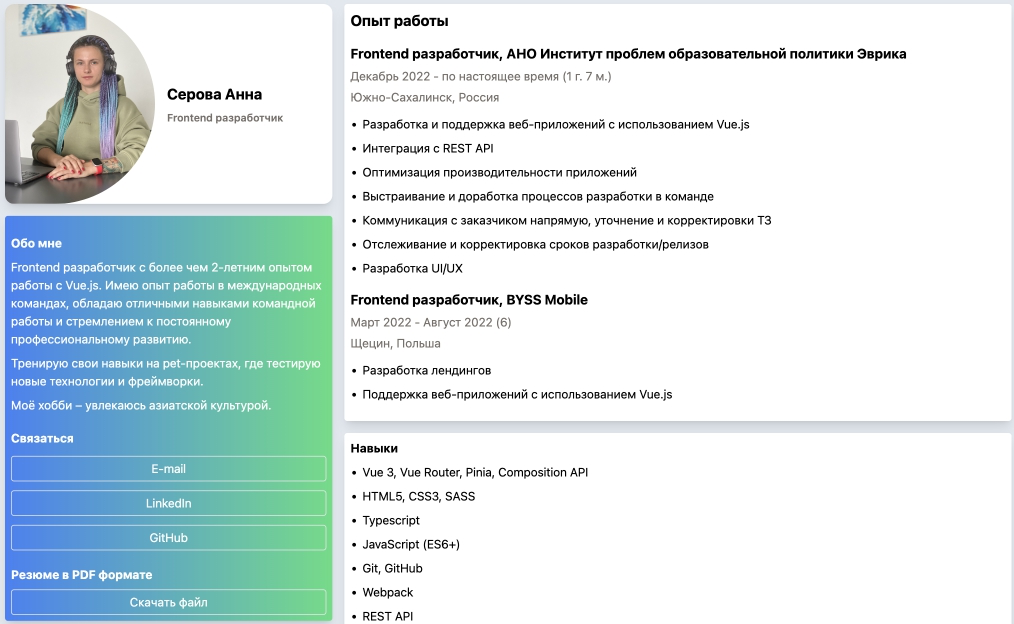 Серова Анна
Frontend разработчик
Обо мне
Frontend разработчик с более чем 2-летним опытом
работы с Vue.js. Имею опыт работы в международных
командах, обладаю отличными навыками командной
работы и стремлением к постоянному
профессиональному развитию.
Тренирую свои навыки на pet-проектах, где тестирую
новые технологии и фреймворки.
Моё хобби – увлекаюсь азиатской культурой.
Связаться
E-mail
LinkedIn
GitHub
Резюме в PDF формате
Скачать файл
Опыт работы
Frontend разработчик, АНО Институт проблем образовательной политики Эврика
Декабрь 2022 - по настоящее время (1 г. 7 м.)
Южно-Сахалинск, Россия
• Разработка и поддержка веб-приложений с использованием Vue.js
• Интеграция с REST API
• Оптимизация производительности приложений
• Выстраивание и доработка процессов разработки в команде
• Коммуникация с заказчиком напрямую, уточнение и корректировки ТЗ
• Отслеживание и корректировка сроков разработки/релизов
• Разработка UI/UX
Frontend разработчик, BYSS Mobile
Март 2022 - Август 2022 (6)
Щецин, Польша
• Разработка лендингов
• Поддержка веб-приложений с использованием Vue.js
Навыки
• Vue 3, Vue Router, Pinia, Composition API
• HTML5, CSS3, SASS
• Typescript
• JavaScript (ES6+)
• Git, GitHub
• Webpack
• REST API